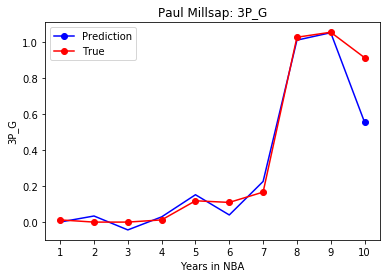 Paul Millsap: 3P_G
Prediction
True
3P_G
1.0
0.8
0.6
0.4
0.2
0.0
1 2 3 4 5 6 7 8 9 10
Years in NBA